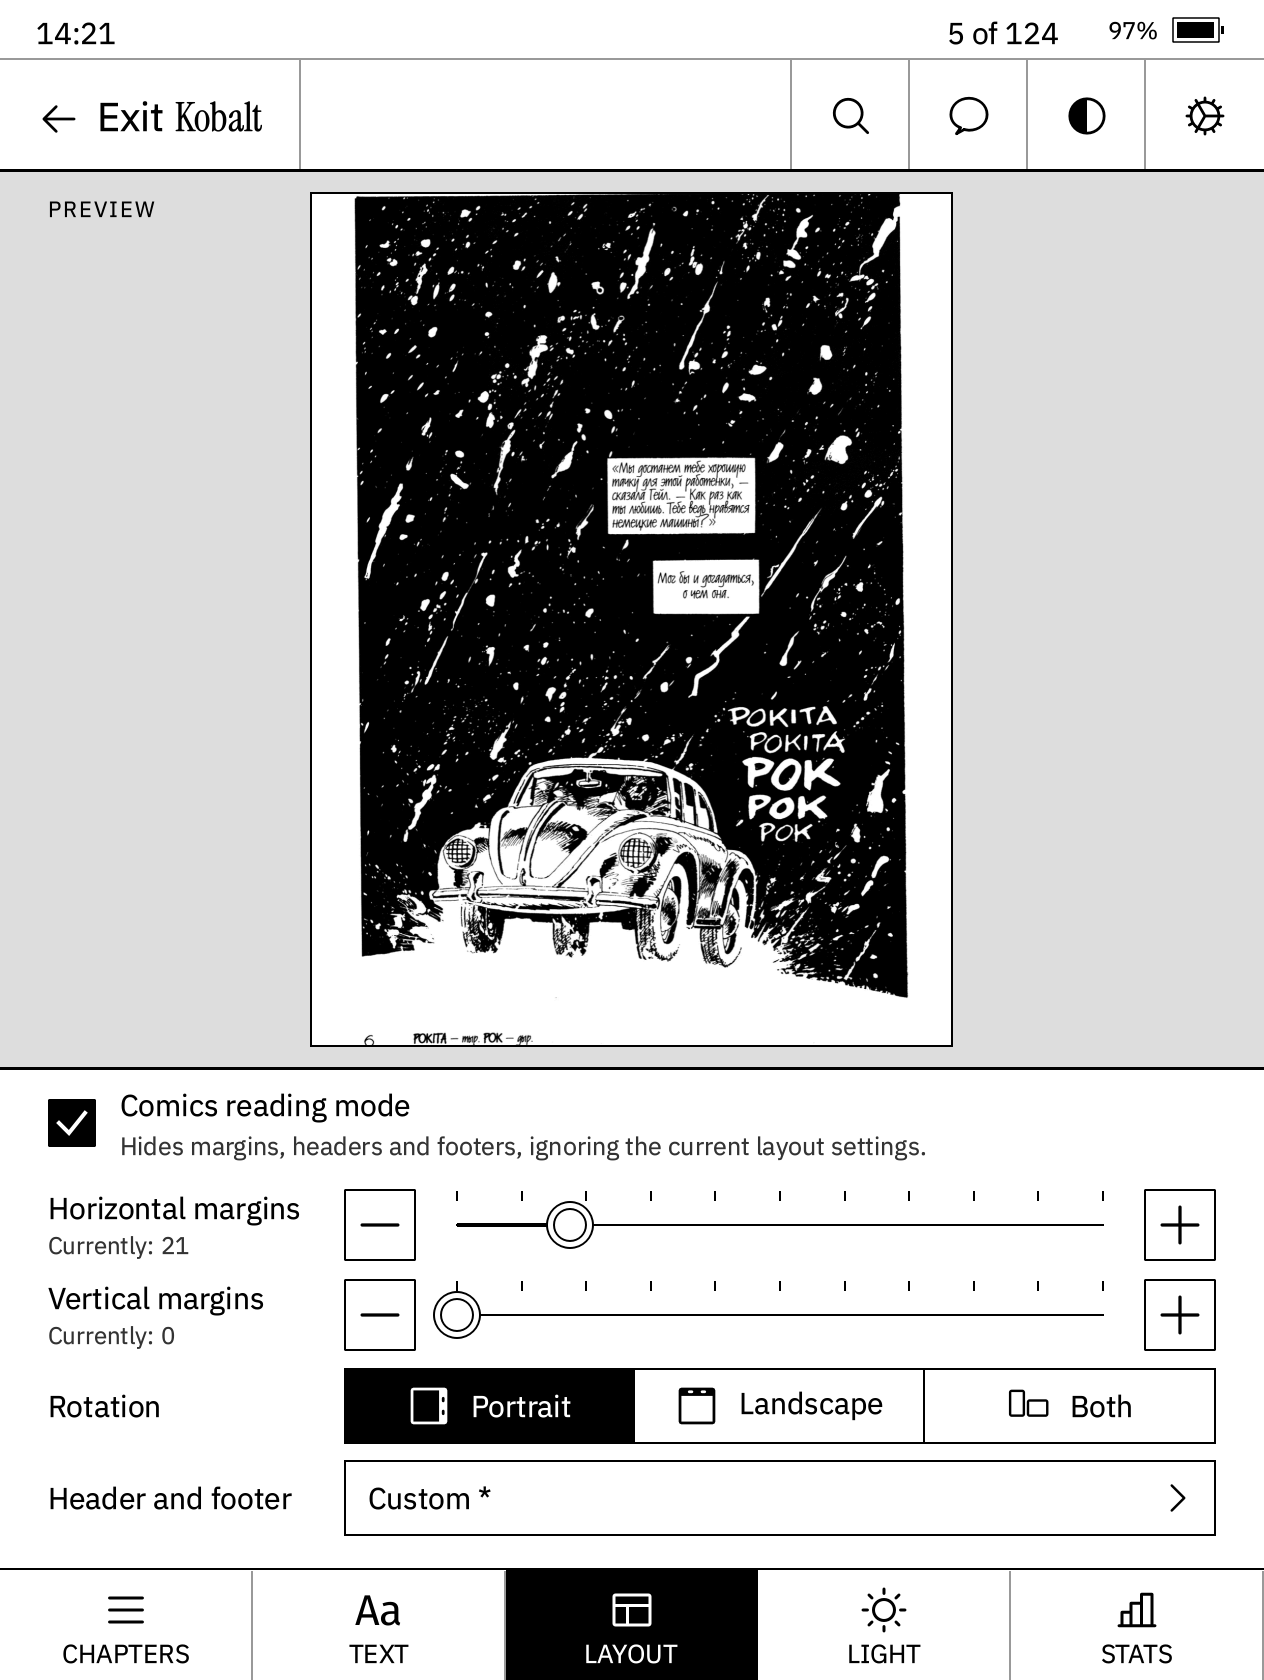 14:21
5 of 124
97%
Exit Kobalt
PREVIEW
«Мы достанем тебе хорошую
тачку для этой работенки, —
сказала Тейл. — Как раз как
ты любишь. Тебе ведь нравятся
немецкие машины?»
Мог бы и догадаться,
о чем она.
POKITA
POKITA
POK
POK
POK
6
POKITA — тыр. POK — дыр.
Comics reading mode
Hides margins, headers and footers, ignoring the current layout settings.
Horizontal margins
Currently: 21
Vertical margins
Currently: 0
Rotation
Portrait
Landscape
Both
Header and footer
Custom *
CHAPTERS
Aa
TEXT
LAYOUT
LIGHT
STATS